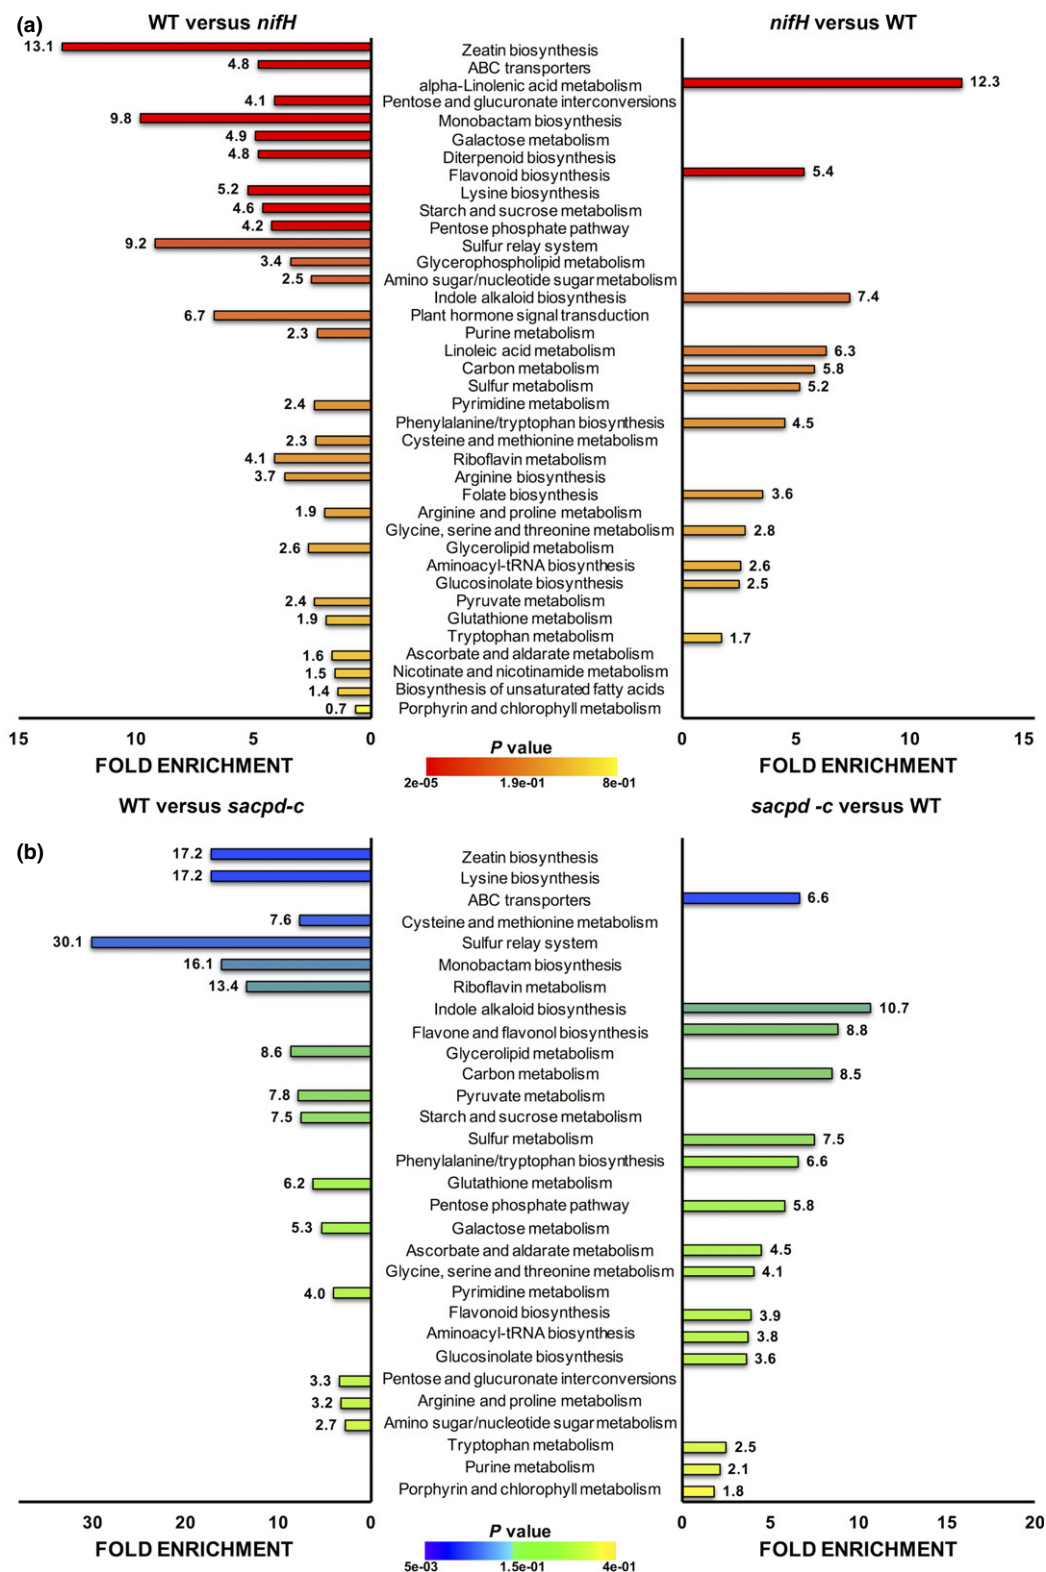 (a)
WT versus nifH
nifH versus WT
13.1 Zeatin biosynthesis
4.8 ABC transporters
alpha-Linolenic acid metabolism 12.3
4.1 Pentose and glucuronate interconversions
9.8 Monobactam biosynthesis
4.9 Galactose metabolism
4.8 Diterpenoid biosynthesis
Flavonoid biosynthesis 5.4
5.2 Lysine biosynthesis
4.6 Starch and sucrose metabolism
4.2 Pentose phosphate pathway
9.2 Sulfur relay system
3.4 Glycerophospholipid metabolism
2.5 Amino sugar/nucleotide sugar metabolism
Indole alkaloid biosynthesis 7.4
6.7 Plant hormone signal transduction
2.3 Purine metabolism
Linoleic acid metabolism 6.3
Carbon metabolism 5.8
Sulfur metabolism 5.2
2.4 Pyrimidine metabolism
Phenylalanine/tryptophan biosynthesis 4.5
2.3 Cysteine and methionine metabolism
4.1 Riboflavin metabolism
3.7 Arginine biosynthesis
Folate biosynthesis 3.6
1.9 Arginine and proline metabolism
Glycine, serine and threonine metabolism 2.8
2.6 Glycerolipid metabolism
Aminoacyl-tRNA biosynthesis 2.6
Glucosinolate biosynthesis 2.5
2.4 Pyruvate metabolism
1.9 Glutathione metabolism
Tryptophan metabolism 1.7
1.6 Ascorbate and aldarate metabolism
1.5 Nicotinate and nicotinamide metabolism
1.4 Biosynthesis of unsaturated fatty acids
0.7 Porphyrin and chlorophyll metabolism
15 10 5 0
0 5 10 15
FOLD ENRICHMENT
P value
2e-05 1.9e-01 8e-01
FOLD ENRICHMENT
WT versus sacpd-c
sacpd -c versus WT
(b)
17.2 Zeatin biosynthesis
17.2 Lysine biosynthesis
ABC transporters 6.6
7.6 Cysteine and methionine metabolism
30.1 Sulfur relay system
16.1 Monobactam biosynthesis
13.4 Riboflavin metabolism
Indole alkaloid biosynthesis 10.7
Flavone and flavonol biosynthesis 8.8
8.6 Glycerolipid metabolism
Carbon metabolism 8.5
7.8 Pyruvate metabolism
7.5 Starch and sucrose metabolism
Sulfur metabolism 7.5
Phenylalanine/tryptophan biosynthesis 6.6
6.2 Glutathione metabolism
Pentose phosphate pathway 5.8
5.3 Galactose metabolism
Ascorbate and aldarate metabolism 4.5
Glycine, serine and threonine metabolism 4.1
4.0 Pyrimidine metabolism
Flavonoid biosynthesis 3.9
Aminoacyl-tRNA biosynthesis 3.8
Glucosinolate biosynthesis 3.6
3.3 Pentose and glucuronate interconversions
3.2 Arginine and proline metabolism
2.7 Amino sugar/nucleotide sugar metabolism
Tryptophan metabolism 2.5
Purine metabolism 2.1
Porphyrin and chlorophyll metabolism 1.8
30 20 10 0
0 5 10 15 20
FOLD ENRICHMENT
P value
5e-03 1.5e-01 4e-01
FOLD ENRICHMENT